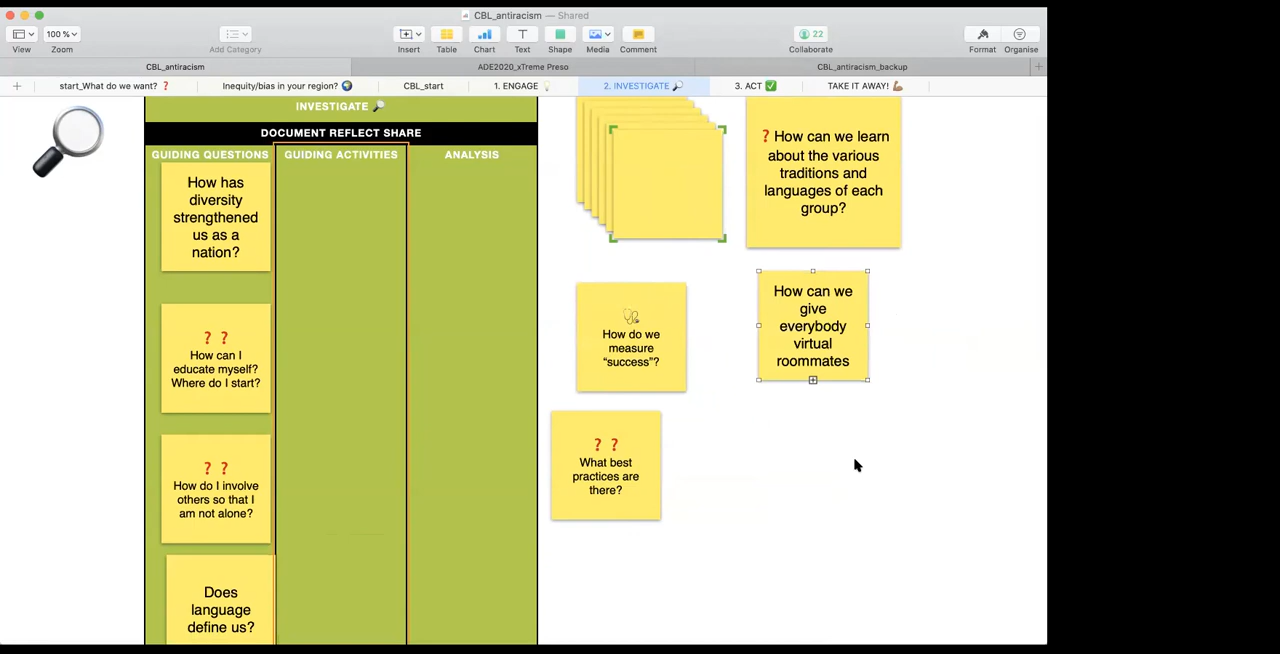 CBL_antiracism — Shared
100 %
22
View
Zoom
Add Category
Insert
Table
Chart
Text
Shape
Media
Comment
Collaborate
Format
Organise
CBL_antiracism
ADE2020_xTreme Preso
CBL_antiracism_backup
start_What do we want? ❓
Inequity/bias in your region? 🌍
CBL_start
1. ENGAGE 💡
2. INVESTIGATE 🔎
3. ACT ✅
TAKE IT AWAY! 💪🏽
INVESTIGATE 🔎
DOCUMENT REFLECT SHARE
GUIDING QUESTIONS
GUIDING ACTIVITIES
ANALYSIS
How has
diversity
strengthened
us as a
nation?
❓ ❓
How can I
educate myself?
Where do I start?
❓ ❓
How do I involve
others so that I
am not alone?
Does
language
define us?
❓ How can we learn
about the various
traditions and
languages of each
group?
How do we
measure
“success”?
How can we
give
everybody
virtual
roommates
❓ ❓
What best
practices are
there?